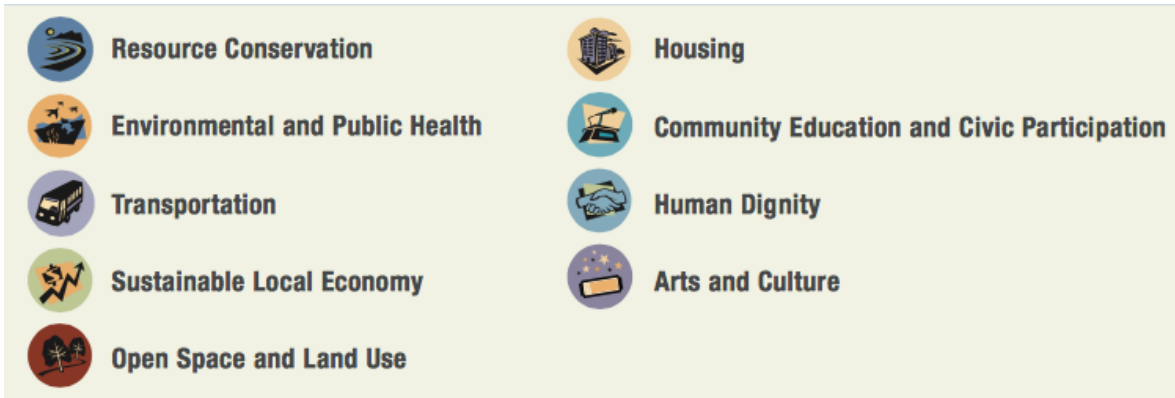 Resource Conservation
Environmental and Public Health
Transportation
Sustainable Local Economy
Open Space and Land Use
Housing
Community Education and Civic Participation
Human Dignity
Arts and Culture